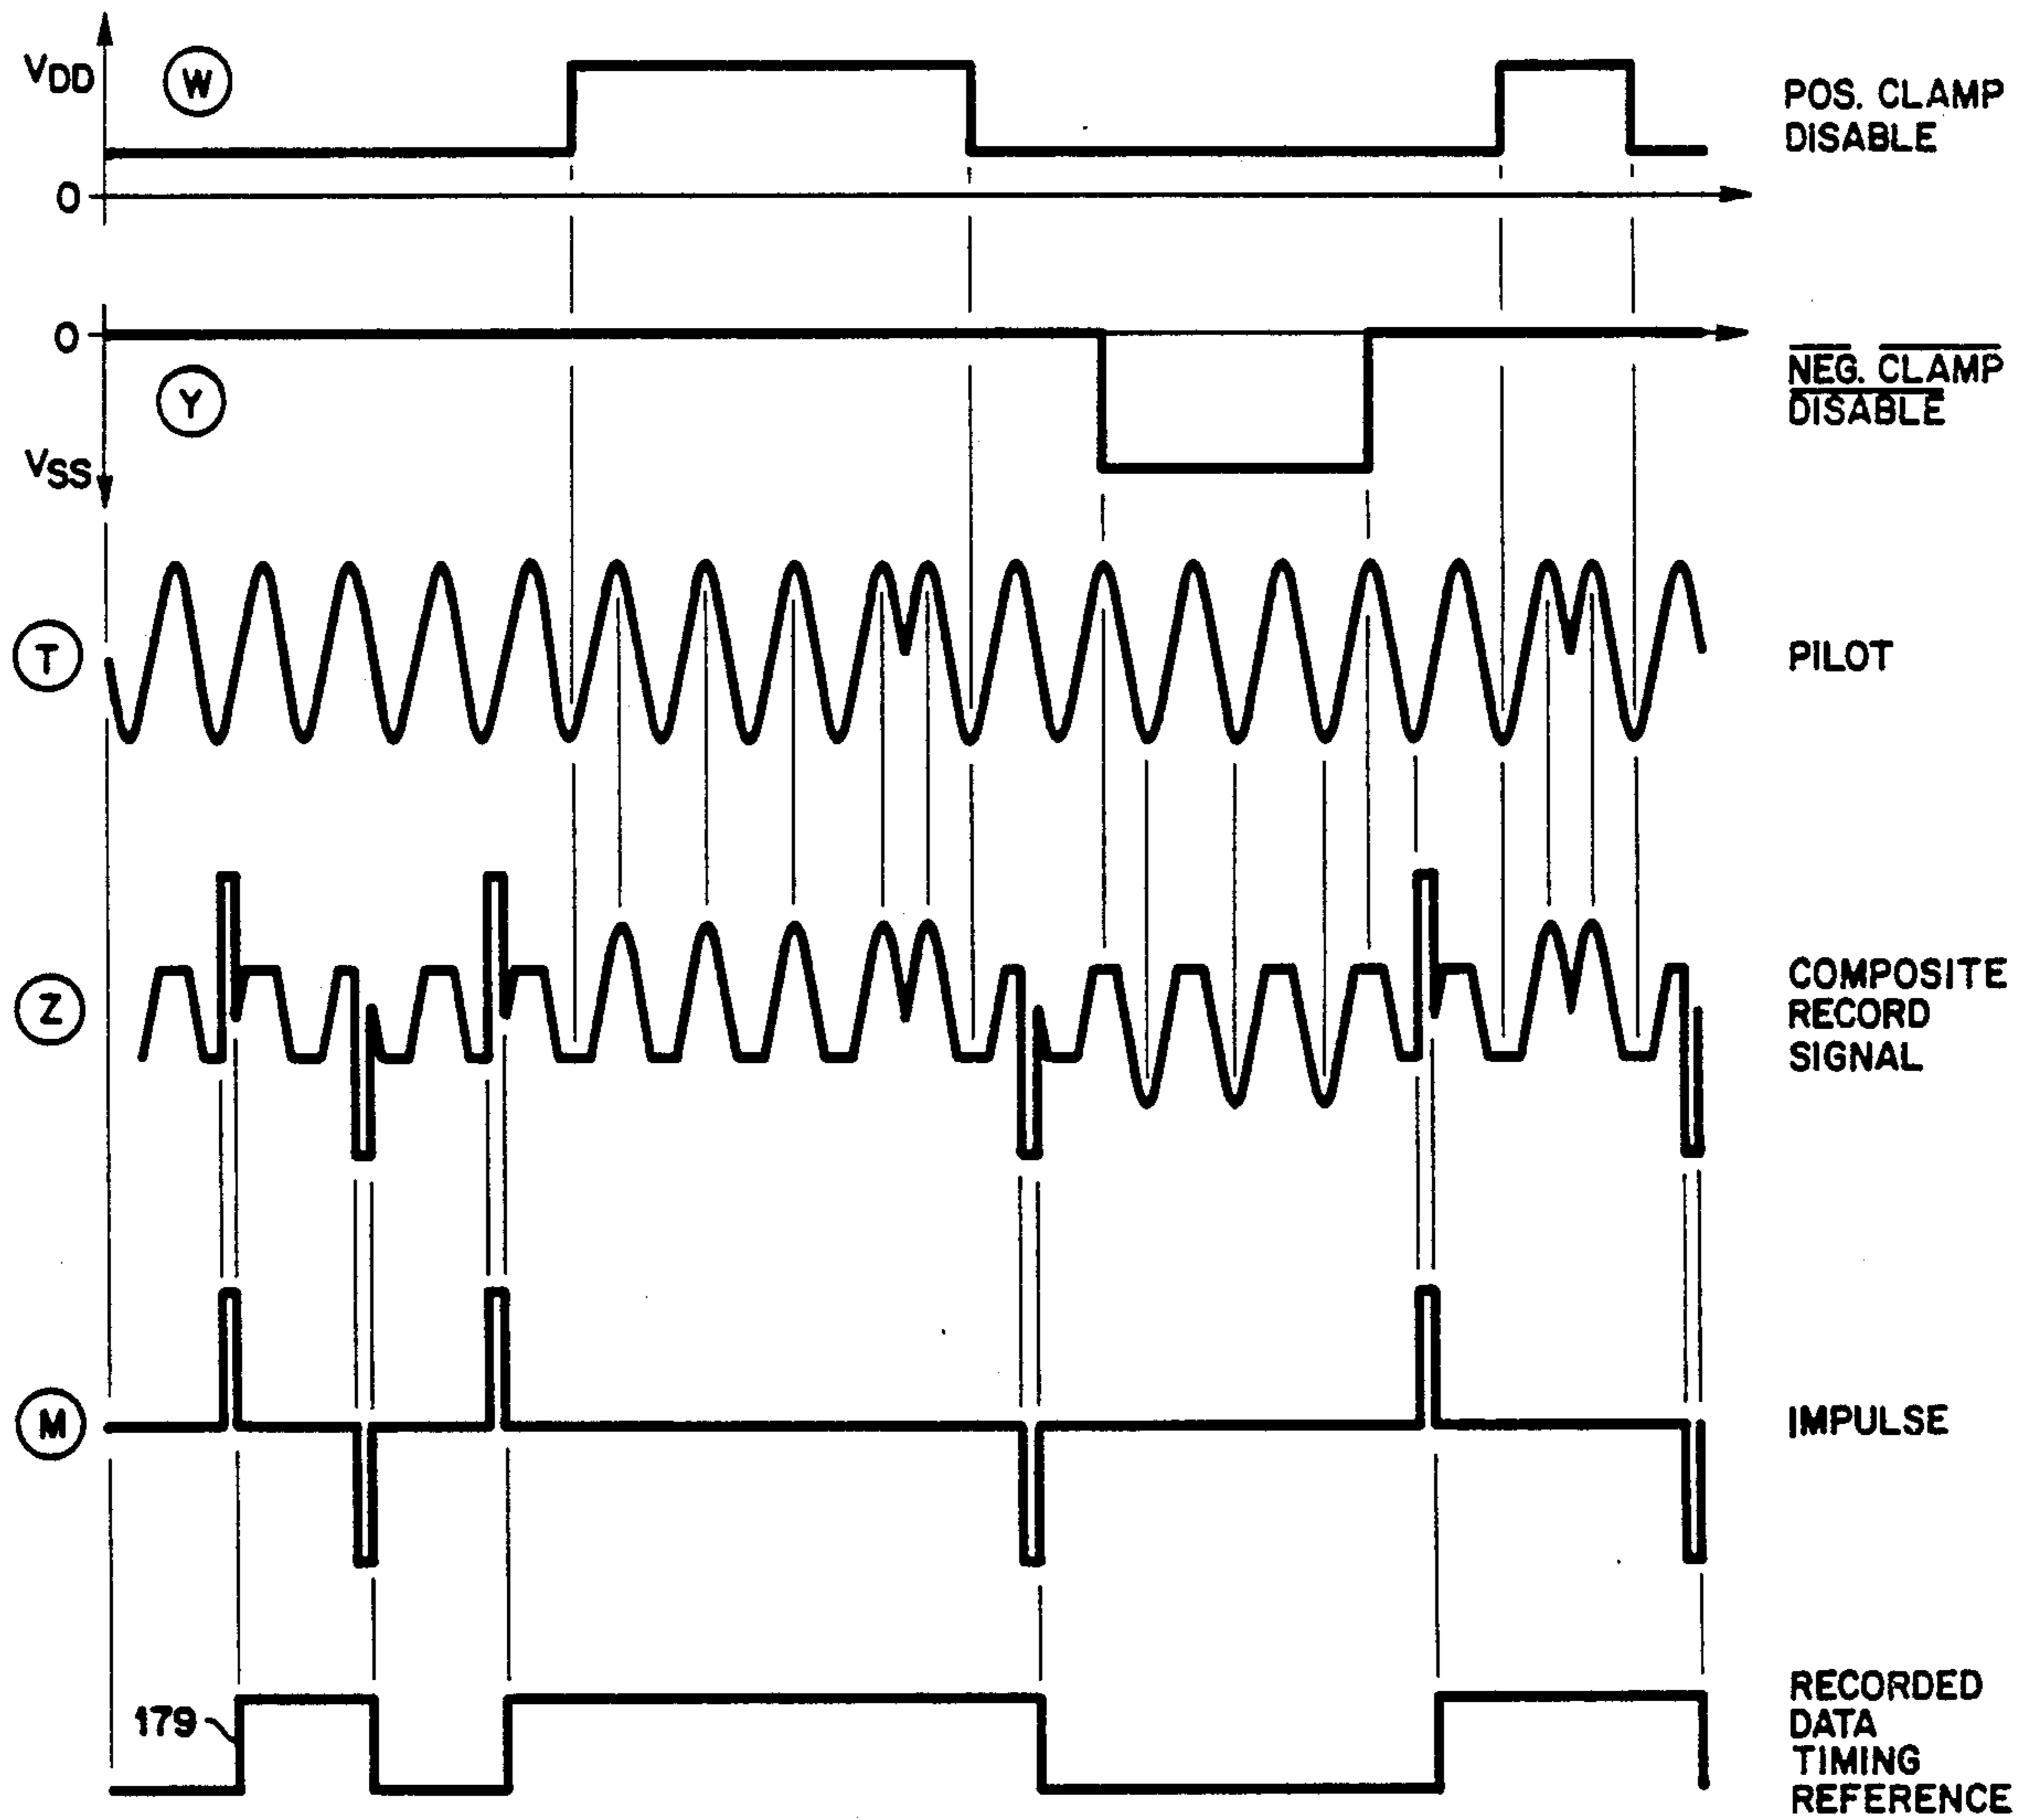 VDD
W
POS. CLAMP
DISABLE
0
0
Y
NEG. CLAMP
DISABLE
VSS
T
PILOT
Z
COMPOSITE
RECORD
SIGNAL
M
IMPULSE
179
RECORDED
DATA
TIMING
REFERENCE